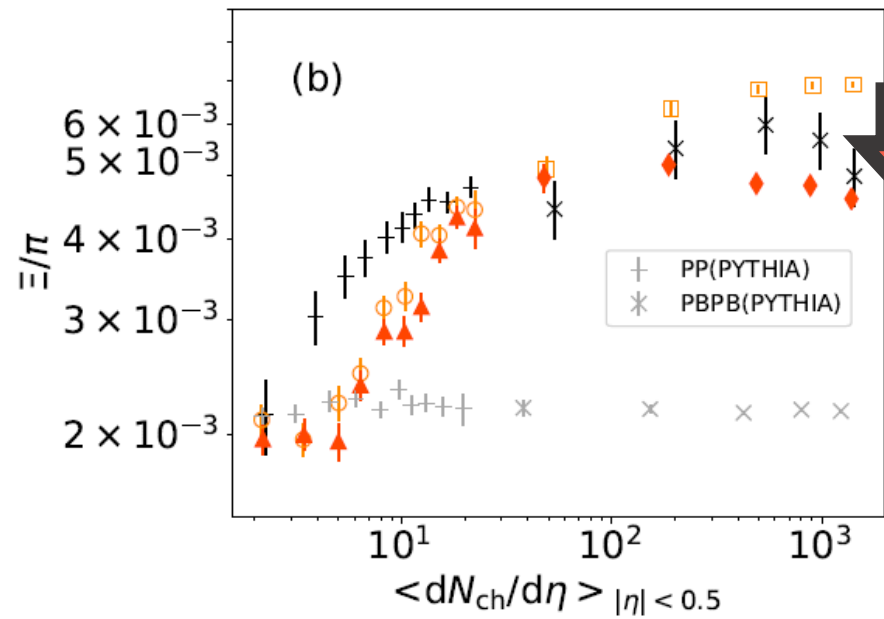 (b)
6 × 10⁻³
5 × 10⁻³
4 × 10⁻³
3 × 10⁻³
2 × 10⁻³
Ξ/π
PP(PYTHIA)
PBPB(PYTHIA)
10¹ 10² 10³
<dN_ch/dη>_|η|<0.5